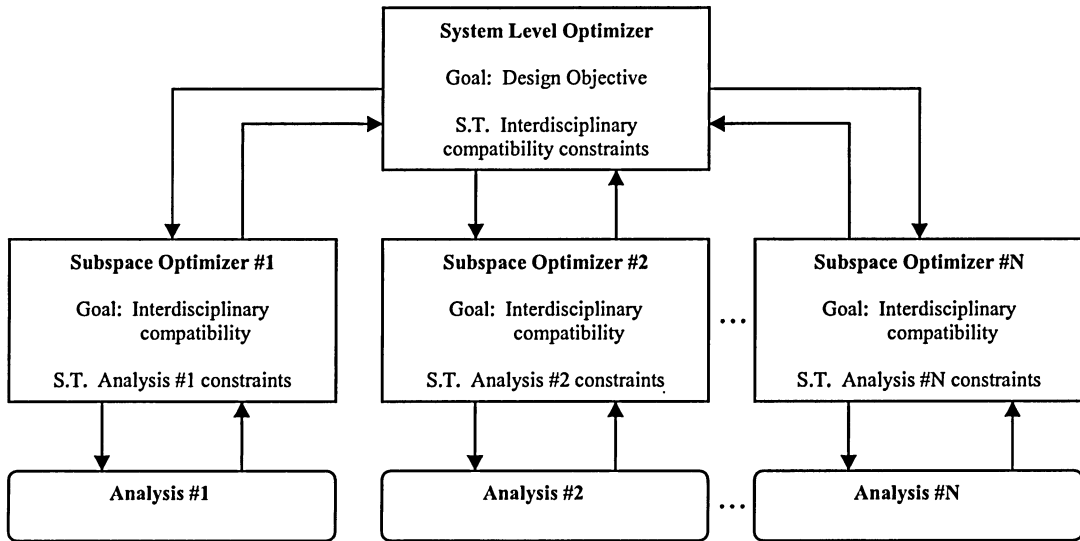 System Level Optimizer
Goal: Design Objective
S.T. Interdisciplinary
compatibility constraints
Subspace Optimizer #1
Goal: Interdisciplinary
compatibility
S.T. Analysis #1 constraints
Subspace Optimizer #2
Goal: Interdisciplinary
compatibility
S.T. Analysis #2 constraints
...
Subspace Optimizer #N
Goal: Interdisciplinary
compatibility
S.T. Analysis #N constraints
Analysis #1
Analysis #2
...
Analysis #N